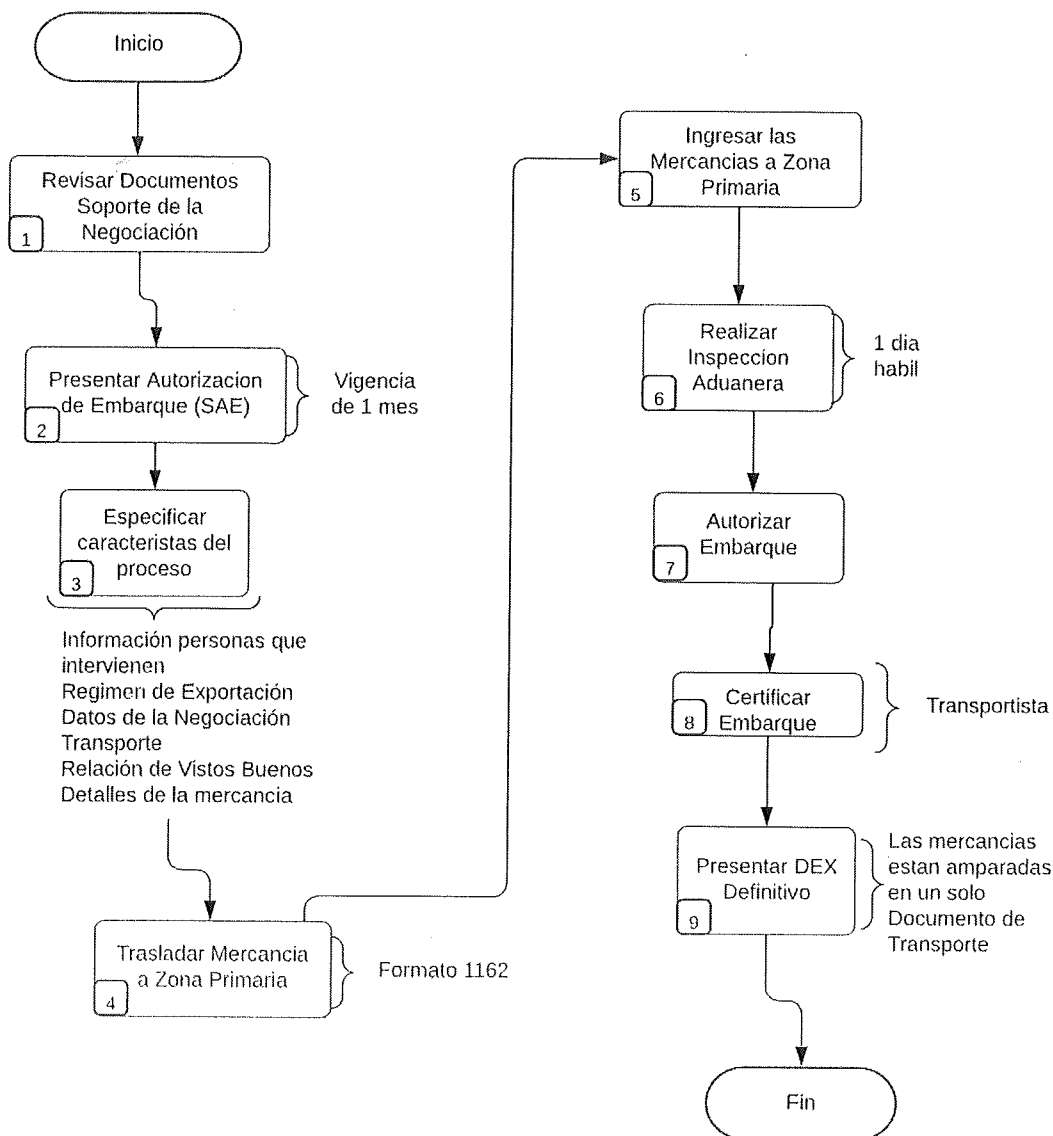 Inicio
Revisar Documentos
Soporte de la
Negociación
1
Presentar Autorizacion
de Embarque (SAE)
2
Vigencia
de 1 mes
Especificar
caracteristas del
proceso
3
Información personas que
intervienen
Regimen de Exportación
Datos de la Negociación
Transporte
Relación de Vistos Buenos
Detalles de la mercancia
Trasladar Mercancia
a Zona Primaria
4
Formato 1162
Ingresar las
Mercancias a Zona
Primaria
5
Realizar
Inspeccion
Aduanera
6
1 dia
habil
Autorizar
Embarque
7
Certificar
Embarque
8
Transportista
Presentar DEX
Definitivo
9
Las mercancias
estan amparadas
en un solo
Documento de
Transporte
Fin